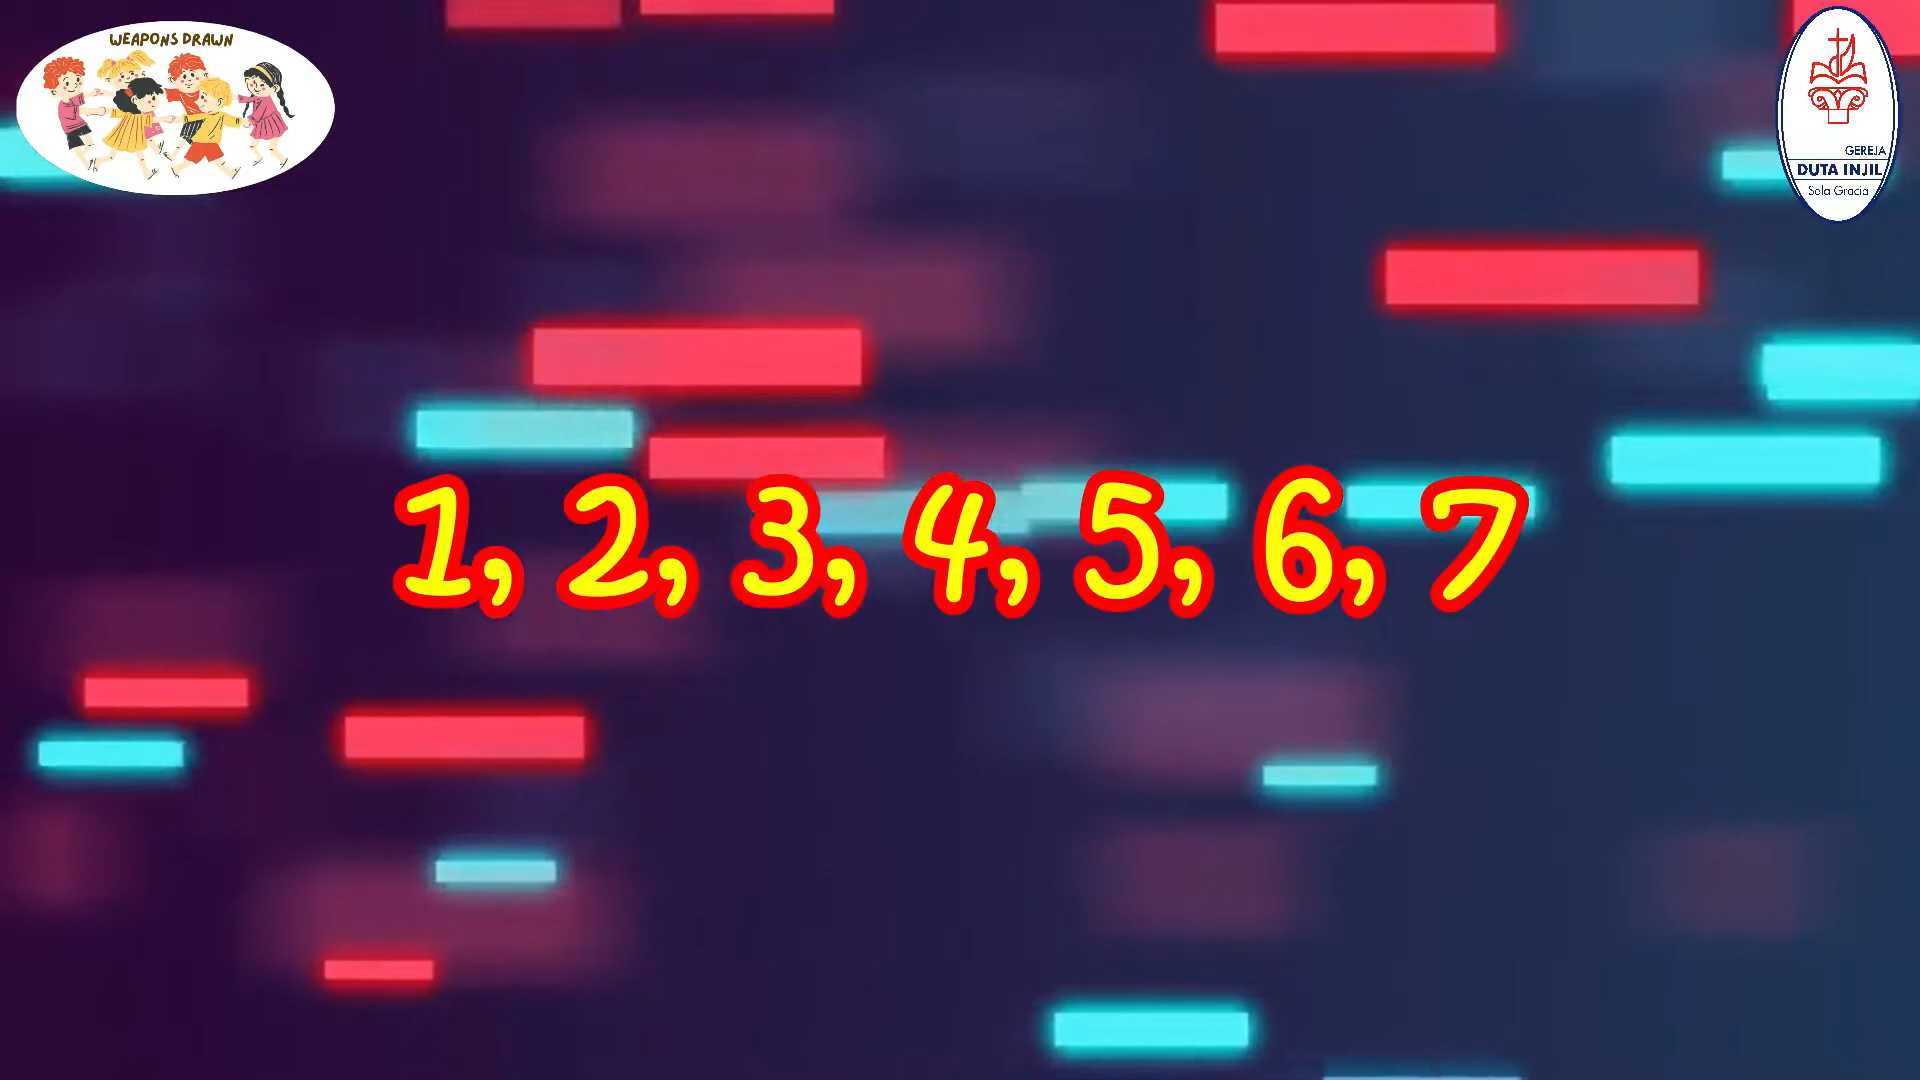 WEAPONS DRAWN
GEREJA
DUTA INJIL
Sola Gracia
1, 2, 3, 4, 5, 6, 7